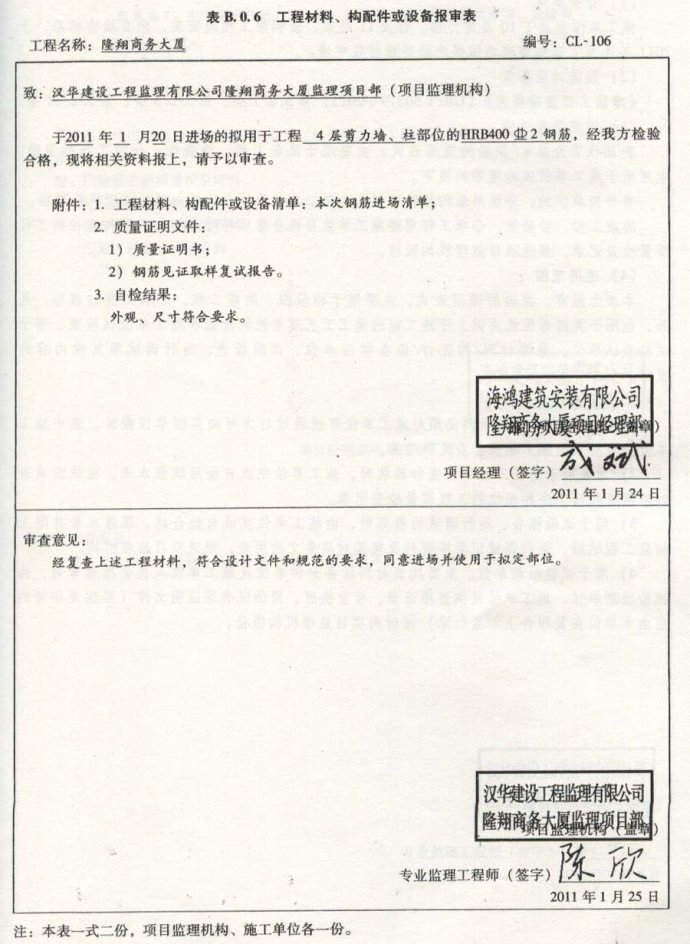 表 B.0.6 工程材料、构配件或设备报审表
工程名称：隆翔商务大厦 编号：CL-106
致：汉华建设工程监理有限公司隆翔商务大厦监理项目部（项目监理机构）
于2011 年 1 月20 日进场的拟用于工程 4 层剪力墙、柱部位的HRB400 2 钢筋，经我方检验
合格，现将相关资料报上，请予以审查。
附件：1. 工程材料、构配件或设备清单：本次钢筋进场清单；
2. 质量证明文件：
1）质量证明书；
2）钢筋见证取样复试报告。
3. 自检结果：
外观、尺寸符合要求。
海鸿建筑安装有限公司
隆翔商务大厦项目经理部
项目经理（签字）
2011 年 1 月 24 日
审查意见：
经复查上述工程材料，符合设计文件和规范的要求，同意进场并使用于拟定部位。
汉华建设工程监理有限公司
隆翔商务大厦监理项目部
项目监理机构（盖章）
专业监理工程师（签字）陈欣
2011 年 1 月 25 日
注：本表一式二份，项目监理机构、施工单位各一份。